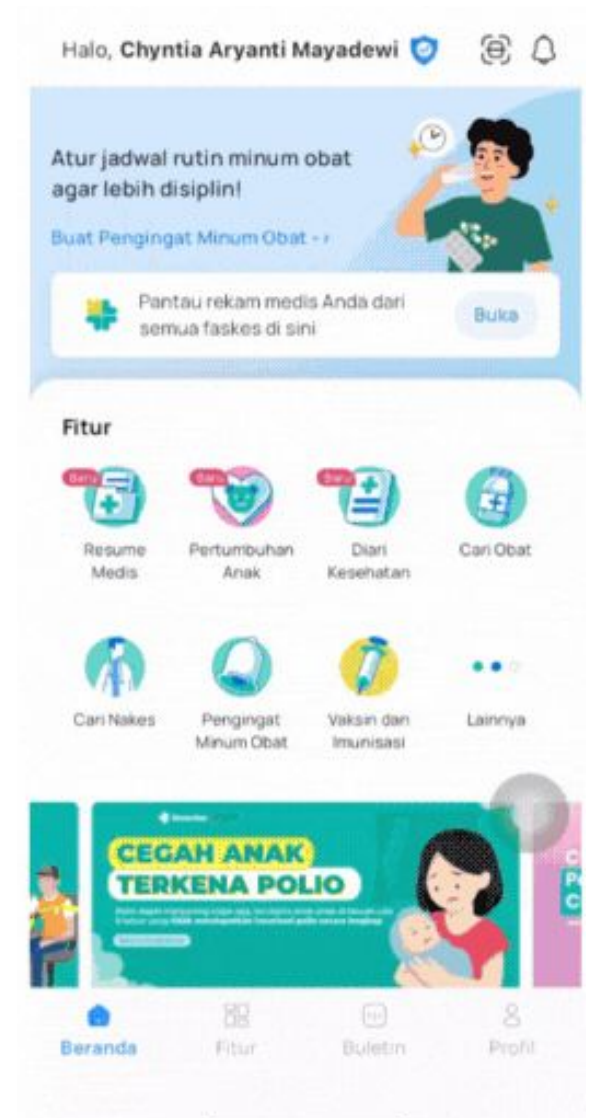 Halo, Chyntia Aryanti Mayadewi
Atur jadwal rutin minum obat
agar lebih disiplin!
Buat Pengingat Minum Obat
Pantau rekam medis Anda dari
semua faskes di sini
Buka
Fitur
Baru
Baru
Baru
Resume
Medis
Pertumbuhan
Anak
Diari
Kesehatan
Cari Obat
Cari Nakes
Pengingat
Minum Obat
Vaksin dan
Imunisasi
Lainnya
CEGAH ANAK
TERKENA POLIO
Beranda
Fitur
Buletin
Profil